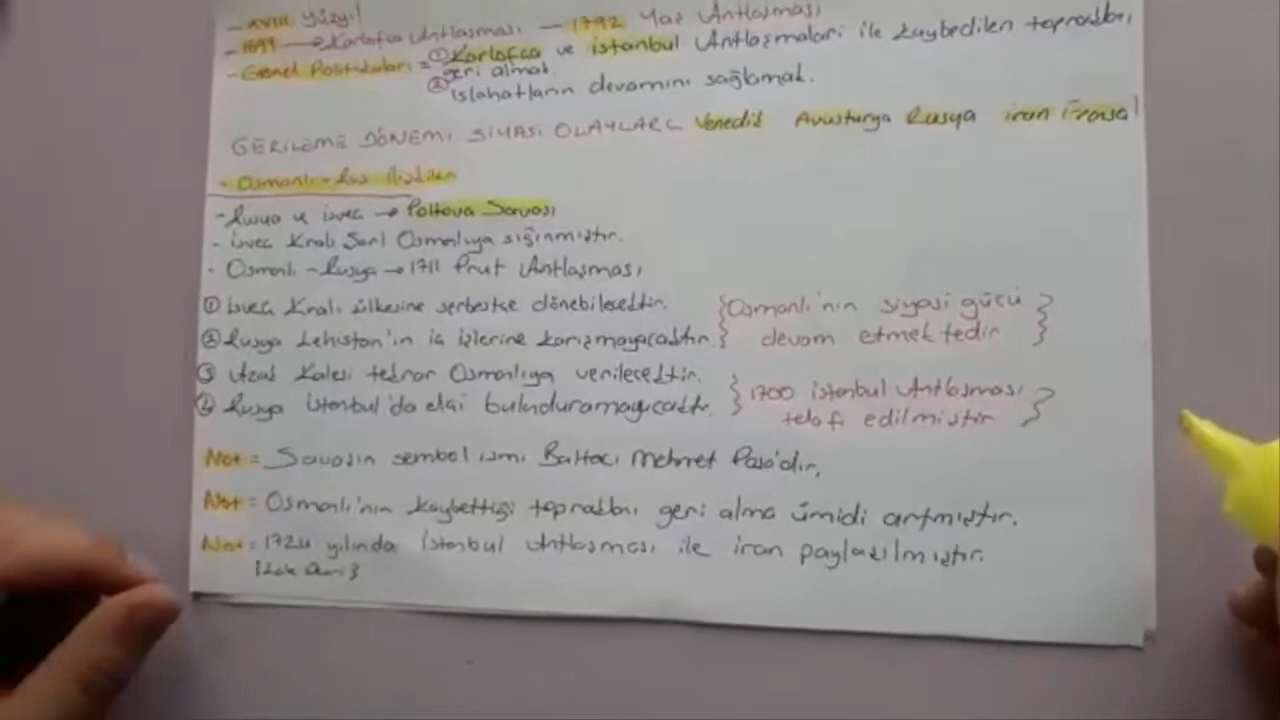 - XVIII Yüzyıl
- 1699 → Karlofça Antlaşması — 1792 Yaş Antlaşması
- Genel Politikaları = ① Karlofça ve İstanbul Antlaşmaları ile kaybedilen toprakları geri almak.
② ıslahatların devamını sağlamak.
GERİLEME DÖNEMİ SİYASİ OLAYLARI Venedik Avusturya Rusya İran Fransa
- Osmanlı - Rus İlişkileri
- Rusya ve İsveç → Poltova Savaşı
- İsveç Kralı Şarl Osmanlıya sığınmıştır.
- Osmanlı - Rusya → 1711 Prut Antlaşması
① İsveç Kralı ülkesine serbestçe dönebilecektir.
② Rusya Lehistan'ın iç işlerine karışmayacaktır.
} Osmanlı'nın siyasi gücü
devam etmektedir }
③ Azak Kalesi tekrar Osmanlıya verilecektir.
④ Rusya İstanbul'da elçi bulunduramayacaktır.
} 1700 İstanbul Antlaşması
telafi edilmiştir }
Not = Savaşın sembol ismi Baltacı Mehmet Paşa'dır.
Not = Osmanlı'nın kaybettiği toprakları geri alma ümidi artmıştır.
Not = 1724 yılında İstanbul Antlaşması ile İran paylaşılmıştır.